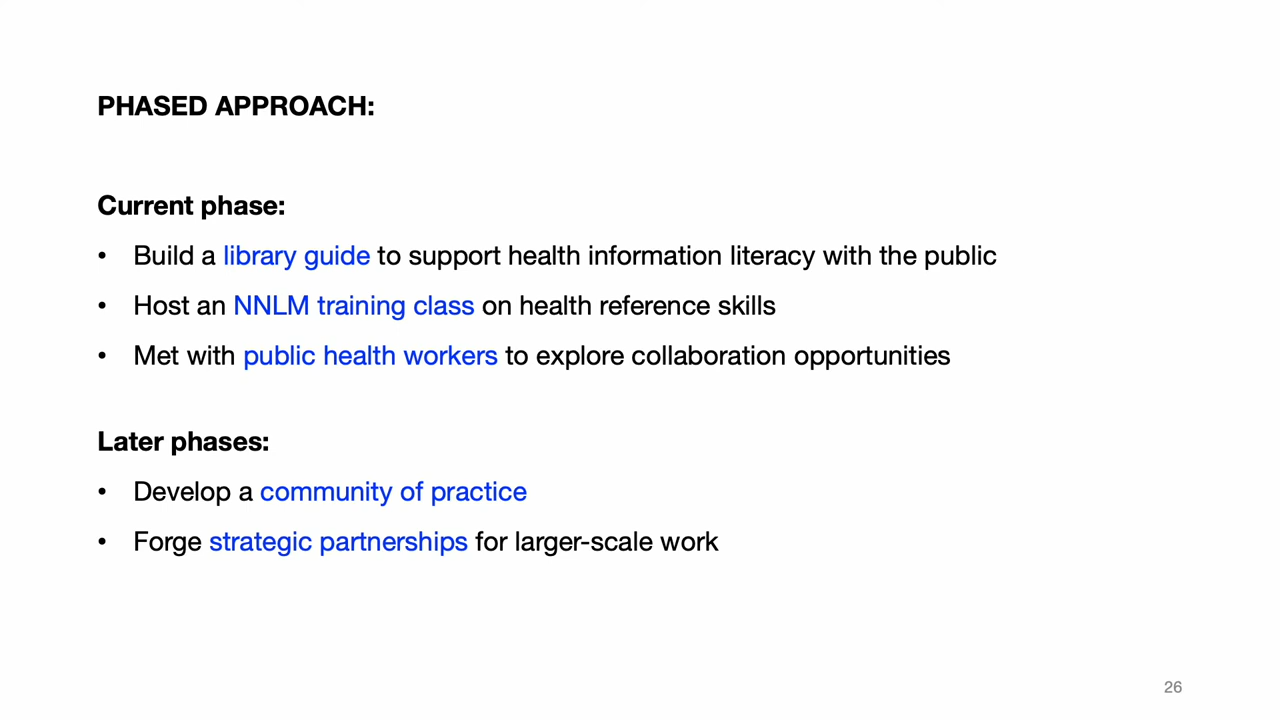 PHASED APPROACH:
Current phase:
• Build a library guide to support health information literacy with the public
• Host an NNLM training class on health reference skills
• Met with public health workers to explore collaboration opportunities
Later phases:
• Develop a community of practice
• Forge strategic partnerships for larger-scale work
26